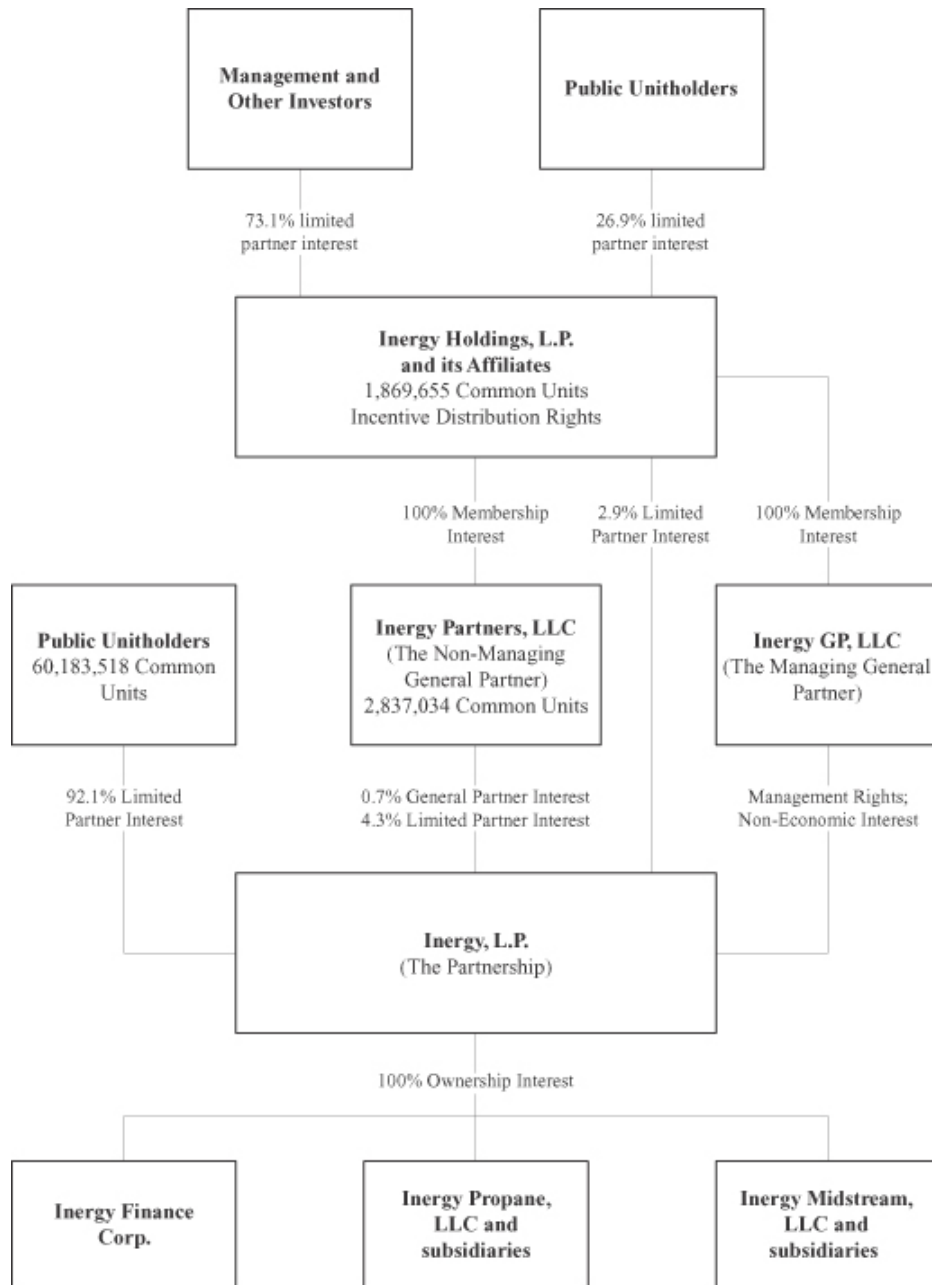 Management and
Other Investors
Public Unitholders
73.1% limited
partner interest
26.9% limited
partner interest
Inergy Holdings, L.P.
and its Affiliates
1,869,655 Common Units
Incentive Distribution Rights
100% Membership
Interest
2.9% Limited
Partner Interest
100% Membership
Interest
Public Unitholders
60,183,518 Common
Units
Inergy Partners, LLC
(The Non-Managing
General Partner)
2,837,034 Common Units
Inergy GP, LLC
(The Managing General
Partner)
92.1% Limited
Partner Interest
0.7% General Partner Interest
4.3% Limited Partner Interest
Management Rights;
Non-Economic Interest
Inergy, L.P.
(The Partnership)
100% Ownership Interest
Inergy Finance
Corp.
Inergy Propane,
LLC and
subsidiaries
Inergy Midstream,
LLC and
subsidiaries